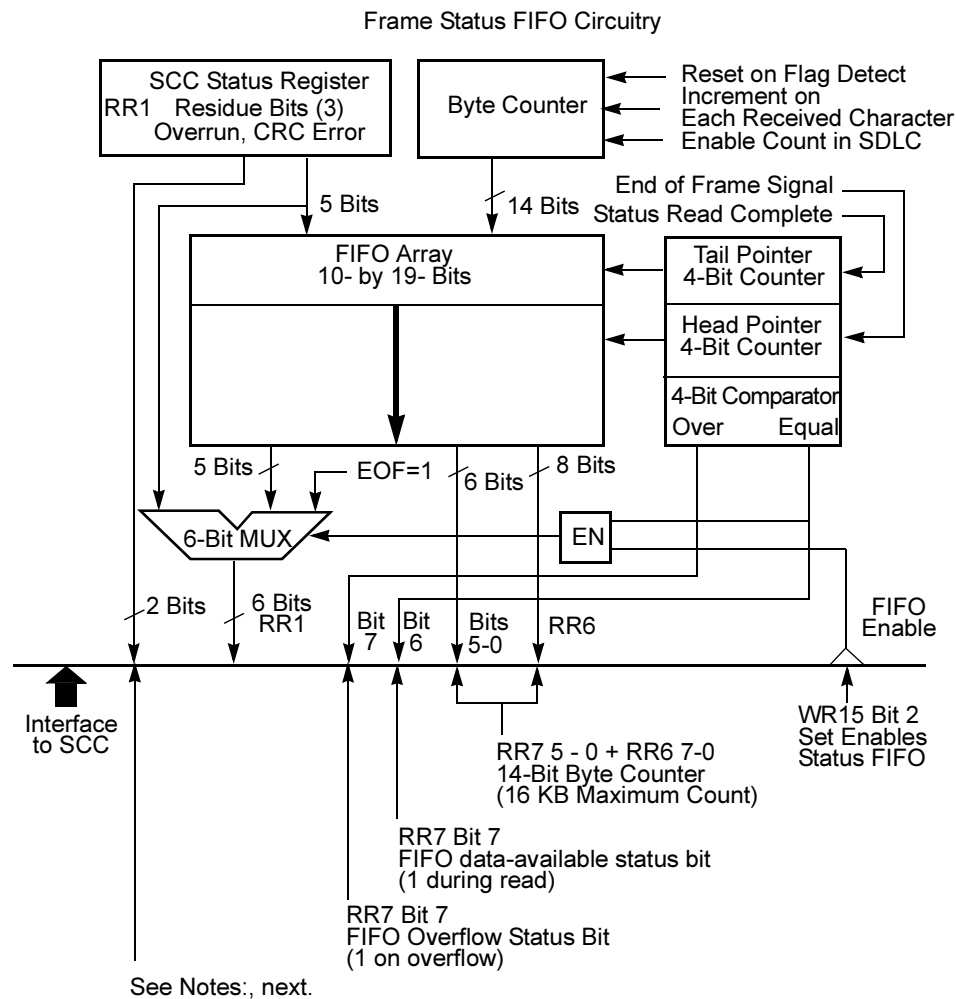 Frame Status FIFO Circuitry
SCC Status Register
RR1 Residue Bits (3)
Overrun, CRC Error
Byte Counter
Reset on Flag Detect
Increment on
Each Received Character
Enable Count in SDLC
End of Frame Signal
Status Read Complete
5 Bits
14 Bits
FIFO Array
10- by 19- Bits
Tail Pointer
4-Bit Counter
Head Pointer
4-Bit Counter
4-Bit Comparator
Over Equal
5 Bits
EOF=1
6 Bits
8 Bits
6-Bit MUX
EN
2 Bits
6 Bits
RR1
Bit
7
Bit
6
Bits
5-0
RR6
FIFO
Enable
Interface
to SCC
WR15 Bit 2
Set Enables
Status FIFO
RR7 5 - 0 + RR6 7-0
14-Bit Byte Counter
(16 KB Maximum Count)
RR7 Bit 7
FIFO data-available status bit
(1 during read)
RR7 Bit 7
FIFO Overflow Status Bit
(1 on overflow)
See Notes:, next.